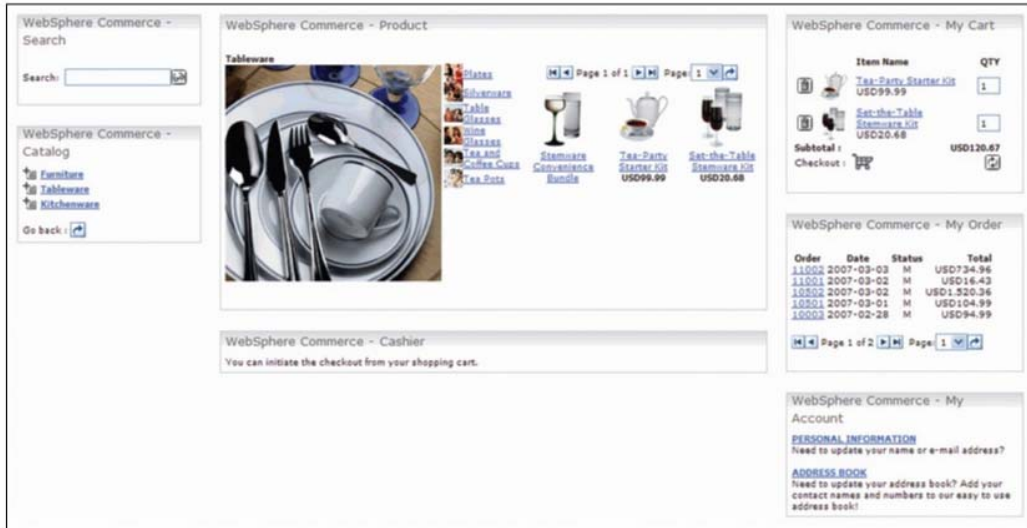 WebSphere Commerce -
Search
Search:
WebSphere Commerce -
Catalog
Furniture
Tableware
Kitchenware
Go back :
WebSphere Commerce - Product
Tableware
Plates
Silverware
Table
Glasses
Wine
Glasses
Tea and
Coffee Cups
Tea Pots
Page 1 of 1 Page: 1
Stemware
Convenience
Bundle
Tea-Party
Starter Kit
USD99.99
Set-the-Table
Stemware Kit
USD20.68
WebSphere Commerce - Cashier
You can initiate the checkout from your shopping cart.
WebSphere Commerce - My Cart
Item Name QTY
Tea-Party Starter Kit
USD99.99 1
Set-the-Table
Stemware Kit 1
USD20.68
Subtotal : USD120.67
Checkout :
WebSphere Commerce - My Order
Order Date Status Total
11002 2007-03-03 M USD734.96
11001 2007-03-02 M USD16.43
10502 2007-03-02 M USD1,520.36
10501 2007-03-01 M USD104.99
10003 2007-02-28 M USD94.99
Page 1 of 2 Page: 1
WebSphere Commerce - My
Account
PERSONAL INFORMATION
Need to update your name or e-mail address?
ADDRESS BOOK
Need to update your address book? Add your
contact names and numbers to our easy to use
address book!